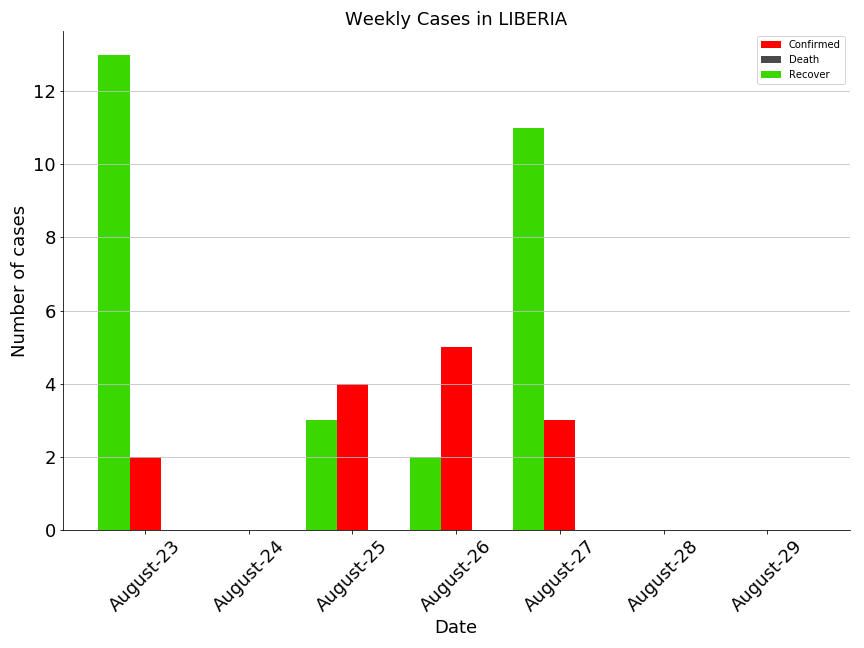 Weekly Cases in LIBERIA
Confirmed
Death
Recover
Number of cases
12
10
8
6
4
2
0
August-23
August-24
August-25
August-26
August-27
August-28
August-29
Date